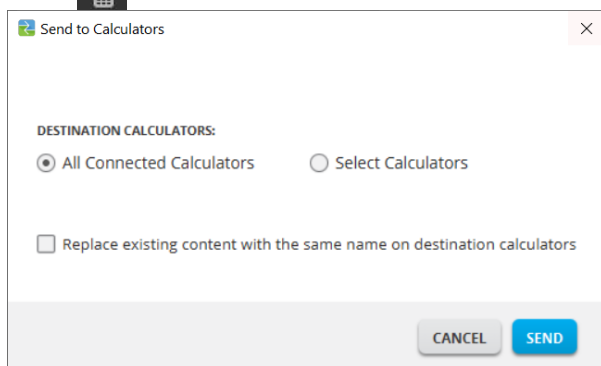 Send to Calculators
DESTINATION CALCULATORS:
All Connected Calculators
Select Calculators
Replace existing content with the same name on destination calculators
CANCEL
SEND